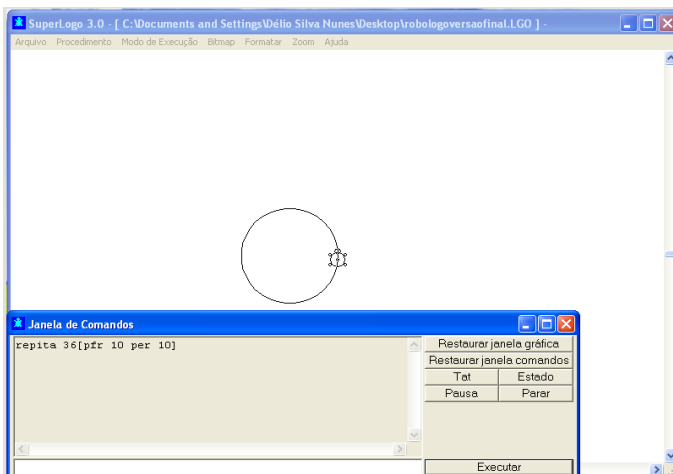 SuperLogo 3.0 - [ C:\Documents and Settings\Délio Silva Nunes\Desktop\robologoversaofinal.LGO ] -
Arquivo Procedimento Modo de Execução Bitmap Formatar Zoom Ajuda
Janela de Comandos
repita 36[pfr 10 per 10]
Restaurar janela gráfica
Restaurar janela comandos
Tat Estado
Pausa Parar
Executar